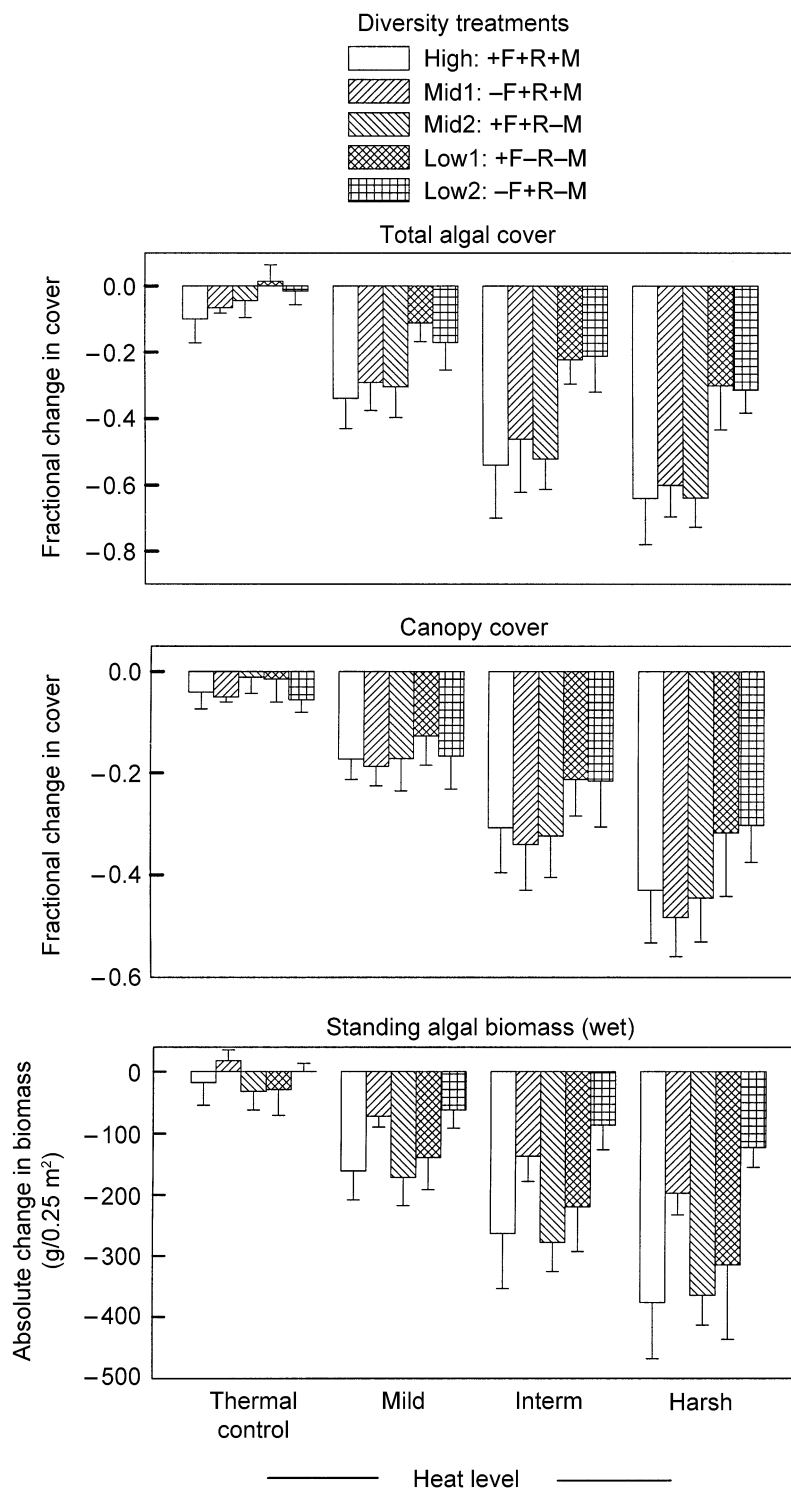 Diversity treatments
High: +F+R+M
Mid1: –F+R+M
Mid2: +F+R–M
Low1: +F–R–M
Low2: –F+R–M
Total algal cover
Fractional change in cover
0.0
–0.2
–0.4
–0.6
–0.8
Canopy cover
Fractional change in cover
0.0
–0.2
–0.4
–0.6
Standing algal biomass (wet)
Absolute change in biomass
(g/0.25 m²)
0
–100
–200
–300
–400
–500
Thermal control Mild Interm Harsh
Heat level